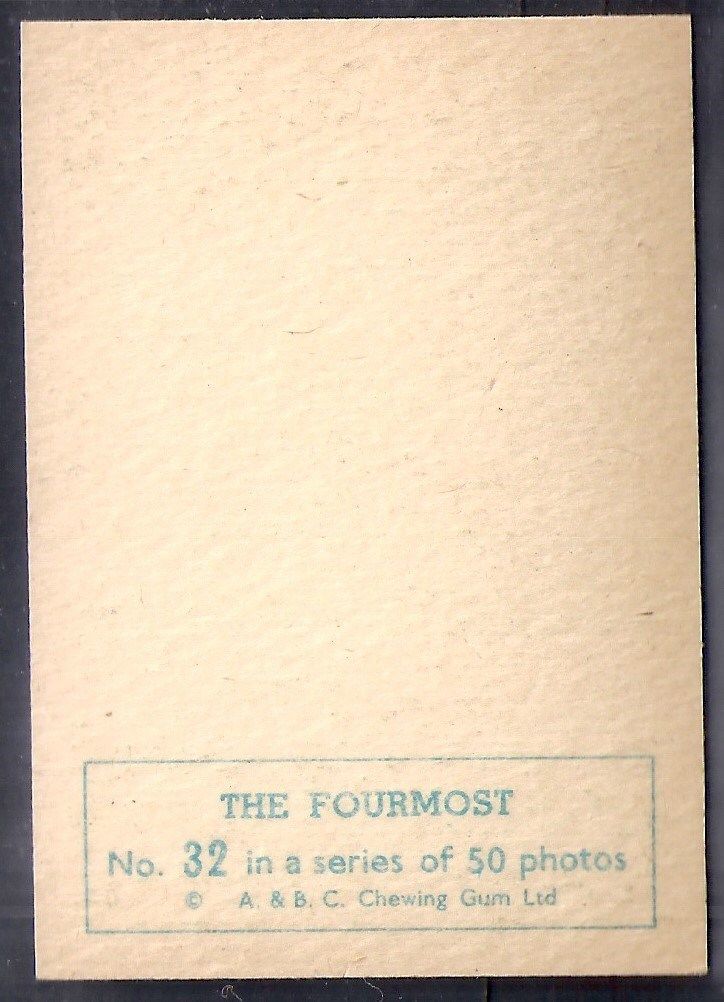 THE FOURMOST
No. 32 in a series of 50 photos
© A. & B. C. Chewing Gum Ltd